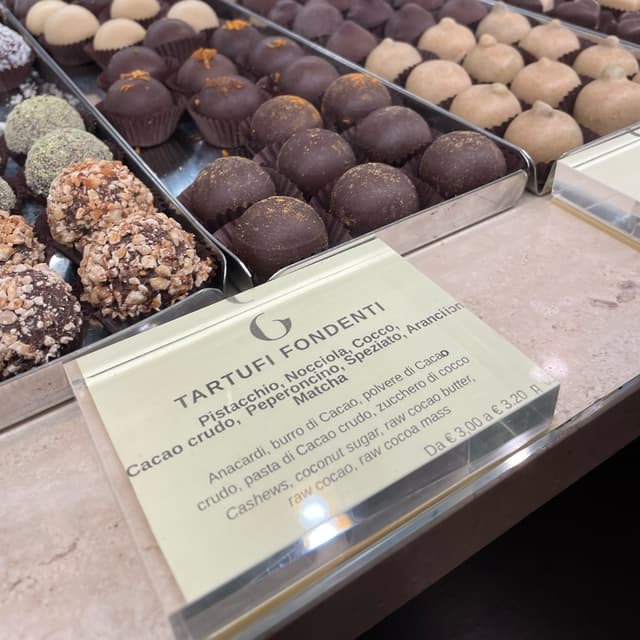 G
TARTUFI FONDENTI
Pistacchio, Nocciola, Cocco,
Cacao crudo, Peperoncino, Speziato, Arancione
Matcha
Anacardi, burro di Cacao, polvere di Cacao
crudo, pasta di Cacao crudo, zucchero di cocco
Cashews, coconut sugar, raw cacao butter,
raw cocao, raw cocoa mass
Da € 3,00 a € 3,20